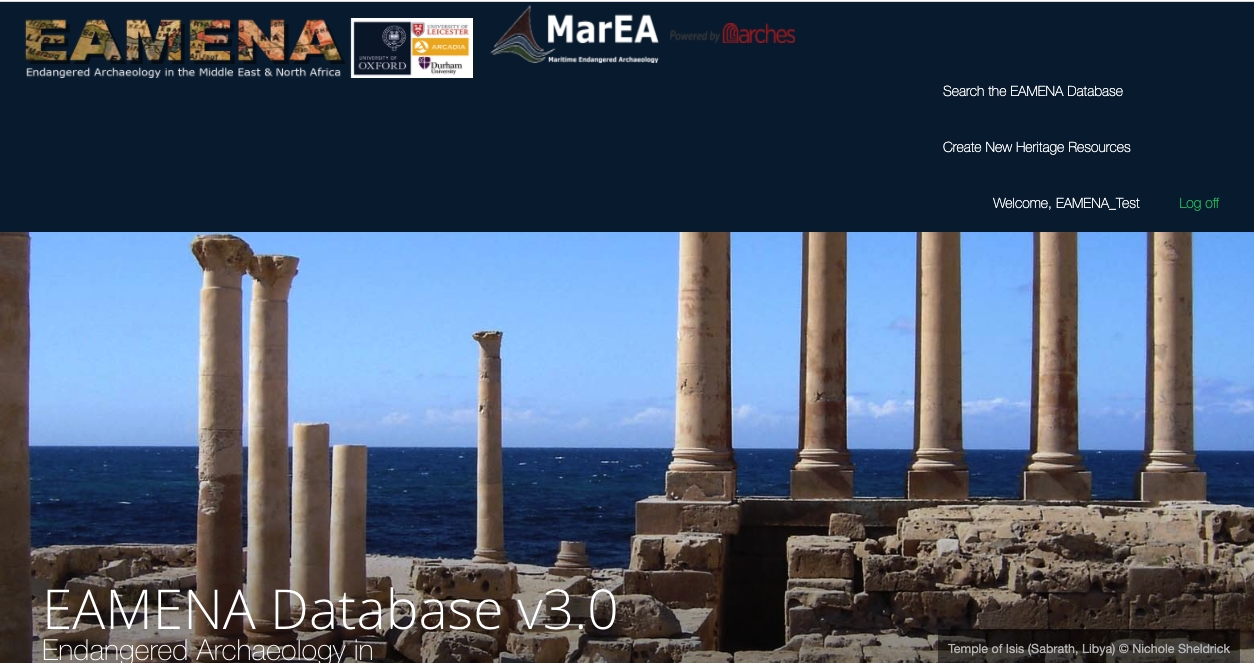 EAMENA
Endangered Archaeology in the Middle East & North Africa
UNIVERSITY OF
OXFORD
UNIVERSITY OF
LEICESTER
ARCADIA
Durham
University
MarEA
Maritime Endangered Archaeology
Powered by arches
Search the EAMENA Database
Create New Heritage Resources
Welcome, EAMENA_Test Log off
EAMENA Database v3.0
Endangered Archaeology in
Temple of Isis (Sabrath, Libya) © Nichole Sheldrick